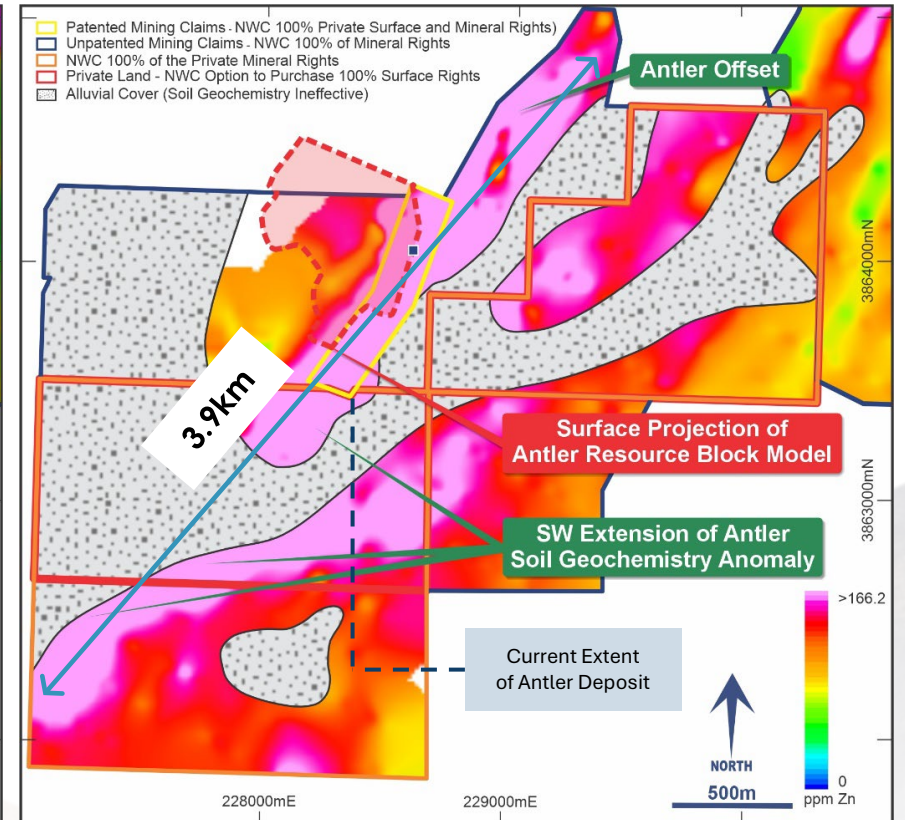 Patented Mining Claims - NWC 100% Private Surface and Mineral Rights)
Unpatented Mining Claims - NWC 100% of Mineral Rights
NWC 100% of the Private Mineral Rights
Private Land - NWC Option to Purchase 100% Surface Rights
Alluvial Cover (Soil Geochemistry Ineffective)
Antler Offset
3864000mN
3.9km
Surface Projection of
Antler Resource Block Model
3863000mN
SW Extension of Antler
Soil Geochemistry Anomaly
>166.2
Current Extent
of Antler Deposit
NORTH
500m
0
ppm Zn
228000mE
229000mE